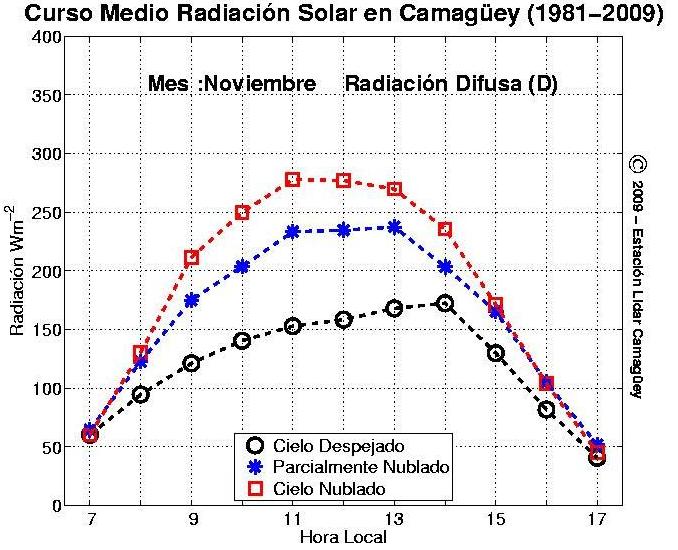 Curso Medio Radiación Solar en Camagüey (1981−2009)
Mes :Noviembre Radiación Difusa (D)
400
350
300
250
200
150
100
50
0
Radiación Wm−2
7 9 11 13 15 17
Hora Local
Cielo Despejado
Parcialmente Nublado
Cielo Nublado
© 2009 − Estación Lidar Camagüey